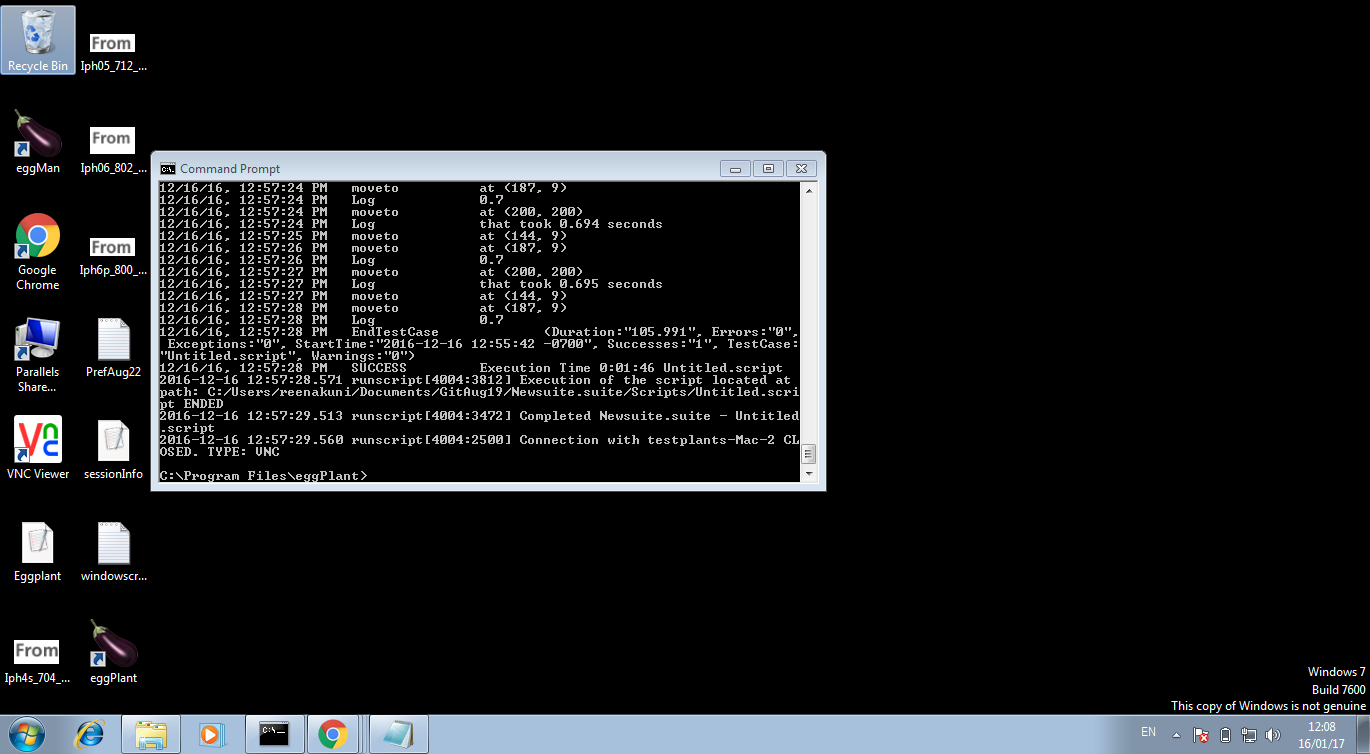 Recycle Bin
From
Iph05_712_...
eggMan
From
Iph06_802_...
Google
Chrome
From
Iph6p_800_...
Parallels
Share...
PrefAug22
VNC Viewer
sessionInfo
Eggplant
windowscr...
From
Iph4s_704_...
eggPlant
Command Prompt
12/16/16, 12:57:24 PM moveto at (187, 9)
12/16/16, 12:57:24 PM Log 0.7
12/16/16, 12:57:24 PM moveto at (200, 200)
12/16/16, 12:57:24 PM Log that took 0.694 seconds
12/16/16, 12:57:25 PM moveto at (144, 9)
12/16/16, 12:57:26 PM moveto at (187, 9)
12/16/16, 12:57:26 PM Log 0.7
12/16/16, 12:57:27 PM moveto at (200, 200)
12/16/16, 12:57:27 PM Log that took 0.695 seconds
12/16/16, 12:57:27 PM moveto at (144, 9)
12/16/16, 12:57:28 PM moveto at (187, 9)
12/16/16, 12:57:28 PM Log 0.7
12/16/16, 12:57:28 PM EndTestCase (Duration:"105.991", Errors:"0",
Exceptions:"0", StartTime:"2016-12-16 12:55:42 -0700", Successes:"1", TestCase:
"Untitled.script", Warnings:"0")
12/16/16, 12:57:28 PM SUCCESS Execution Time 0:01:46 Untitled.script
2016-12-16 12:57:28.571 runscript[4004:3812] Execution of the script located at
path: C:/Users/reenakuni/Documents/GitAug19/Newsuite.suite/Scripts/Untitled.scri
pt ENDED
2016-12-16 12:57:29.513 runscript[4004:3472] Completed Newsuite.suite - Untitled
.script
2016-12-16 12:57:29.560 runscript[4004:2500] Connection with testplants-Mac-2 CL
OSED. TYPE: VNC
C:\Program Files\eggPlant>
Windows 7
Build 7600
This copy of Windows is not genuine
EN
12:08
16/01/17